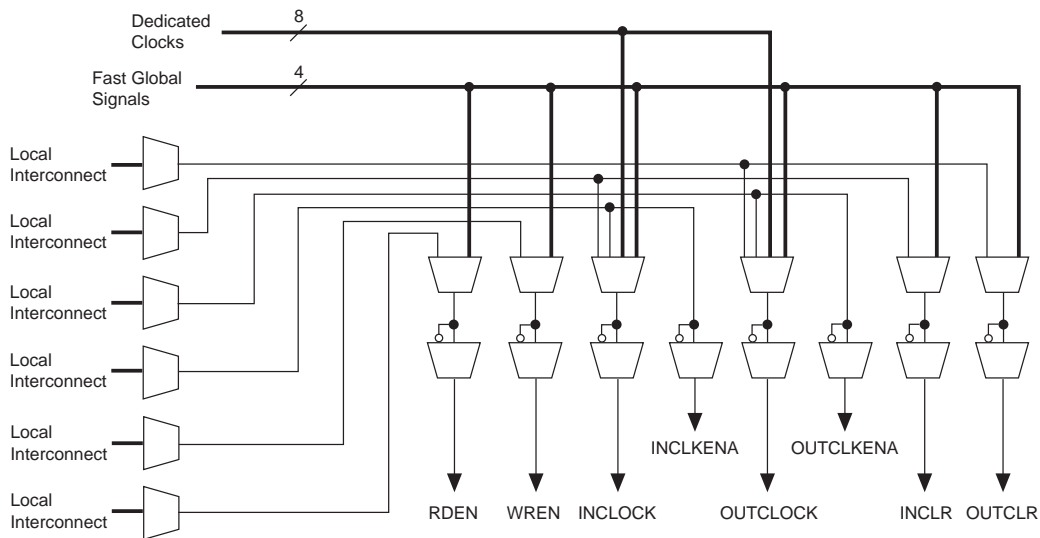 Dedicated
Clocks
8
Fast Global
Signals
4
Local
Interconnect
Local
Interconnect
Local
Interconnect
Local
Interconnect
Local
Interconnect
Local
Interconnect
INCLKENA
OUTCLKENA
RDEN
WREN
INCLOCK
OUTCLOCK
INCLR
OUTCLR